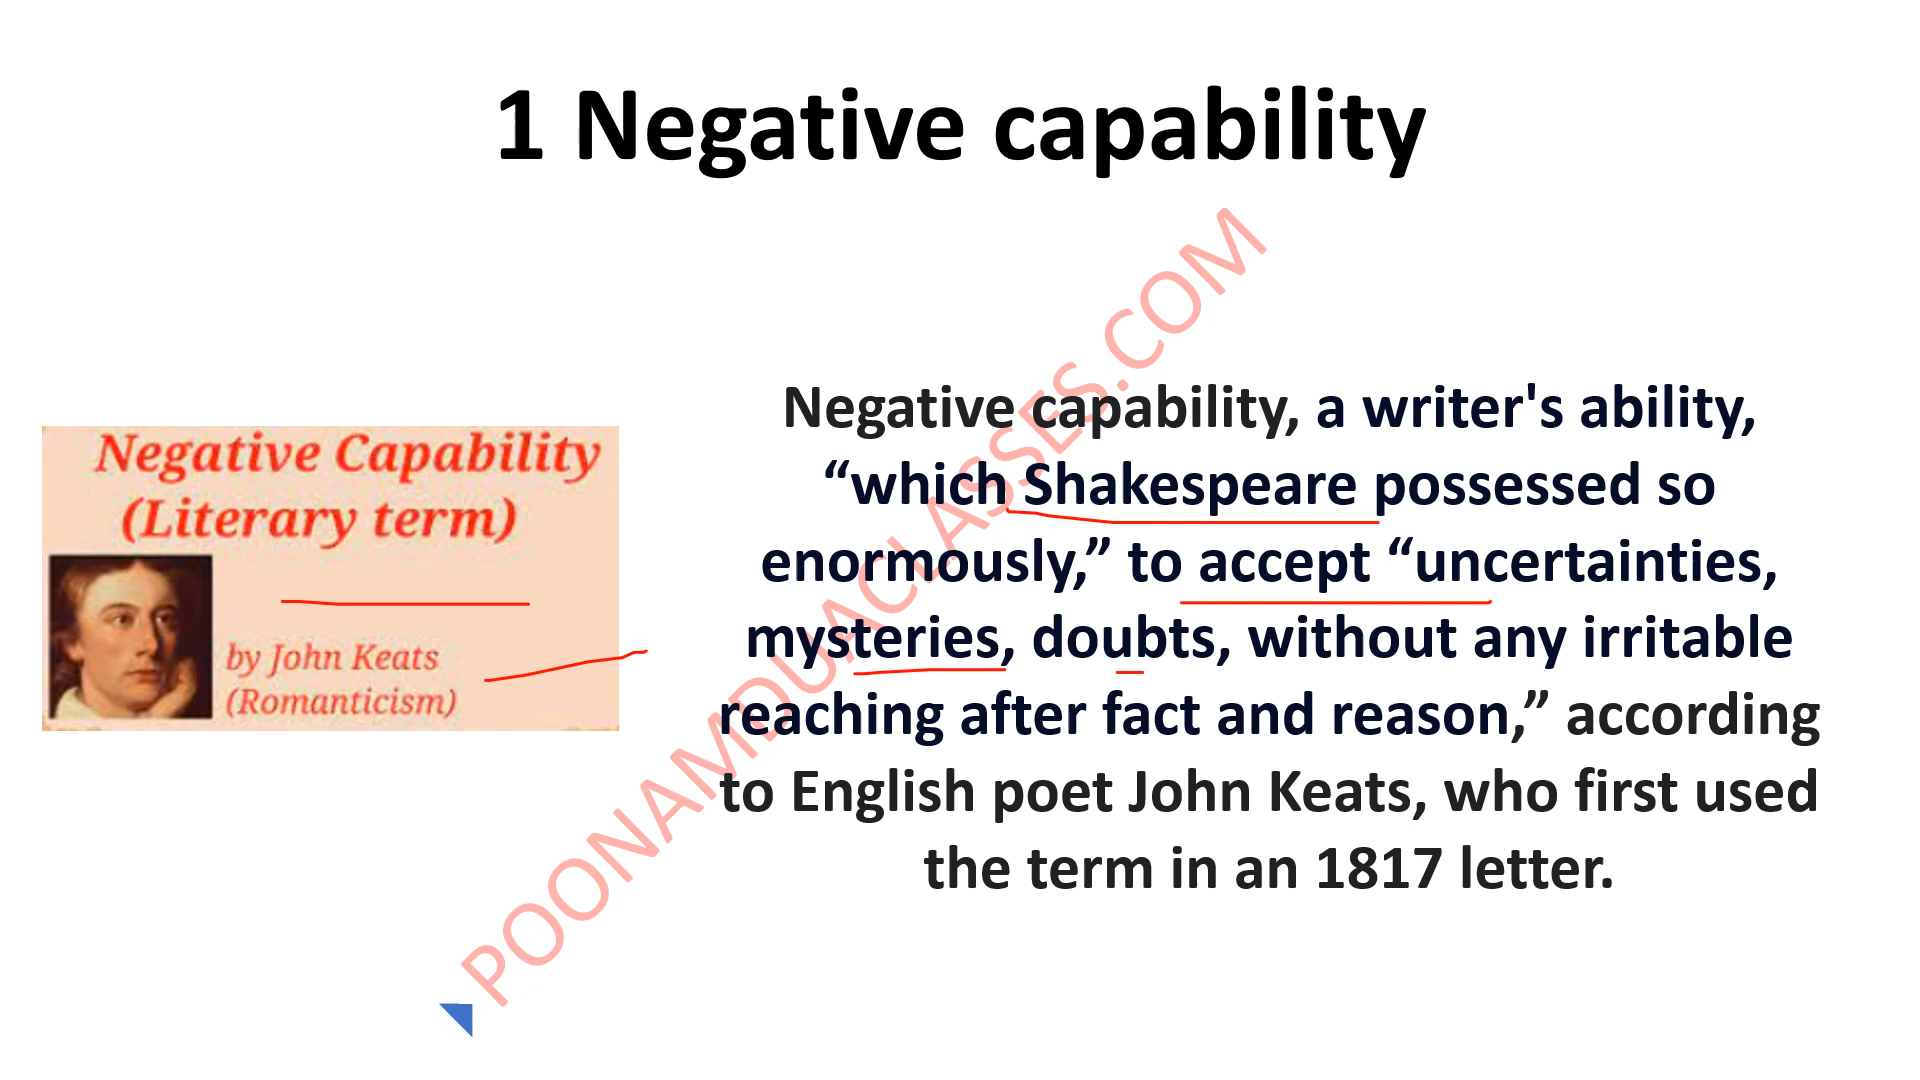 1 Negative capability
Negative Capability
(Literary term)
by John Keats
(Romanticism)
Negative capability, a writer's ability,
“which Shakespeare possessed so
enormously,” to accept “uncertainties,
mysteries, doubts, without any irritable
reaching after fact and reason,” according
to English poet John Keats, who first used
the term in an 1817 letter.
POONAMDUACLASSES.COM